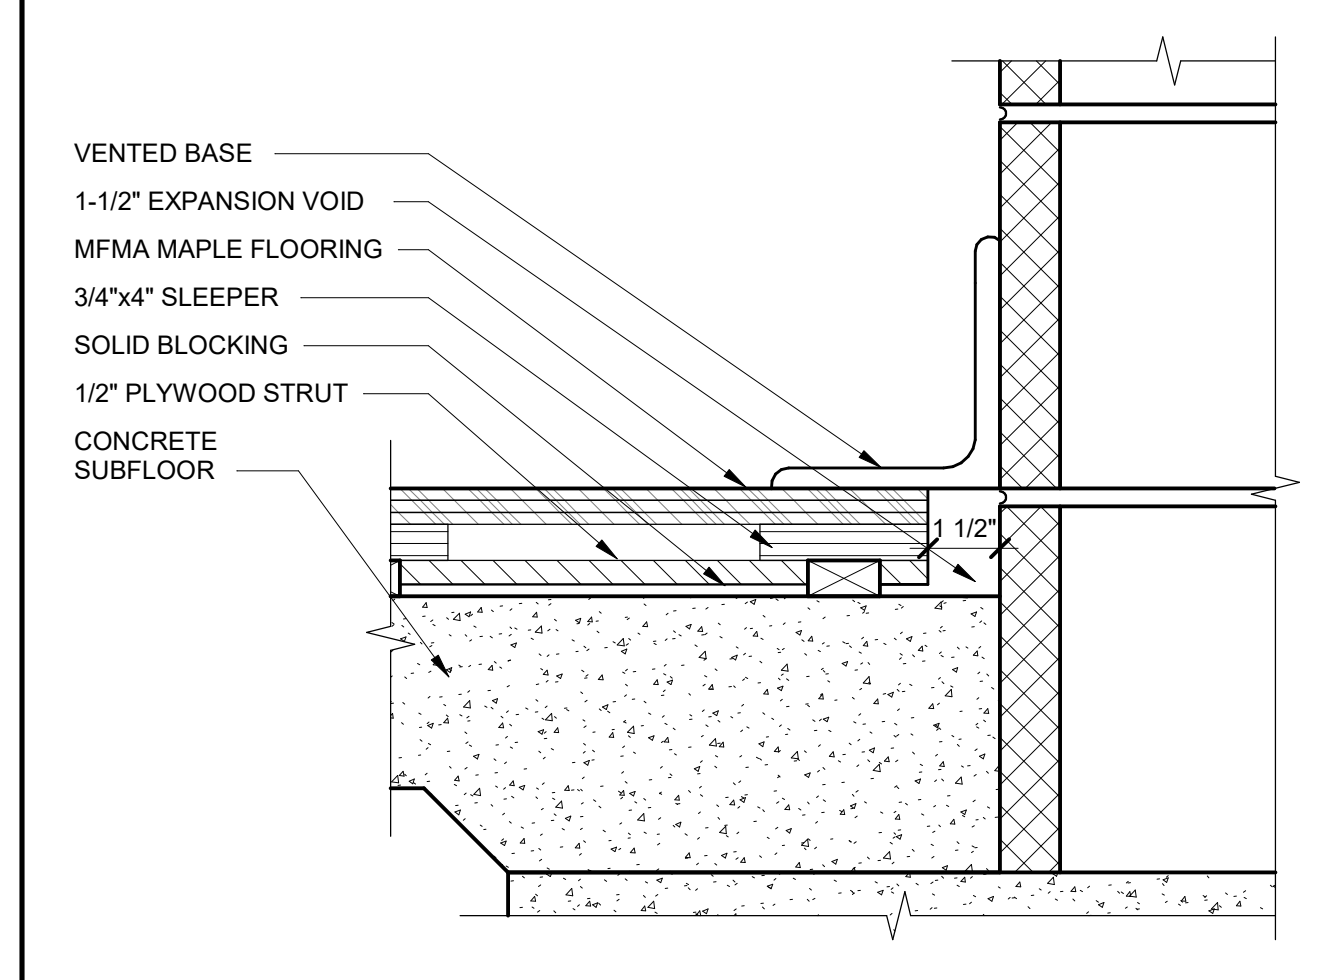 VENTED BASE
1-1/2" EXPANSION VOID
MFMA MAPLE FLOORING
3/4"x4" SLEEPER
SOLID BLOCKING
1/2" PLYWOOD STRUT
CONCRETE
SUBFLOOR
1 1/2"